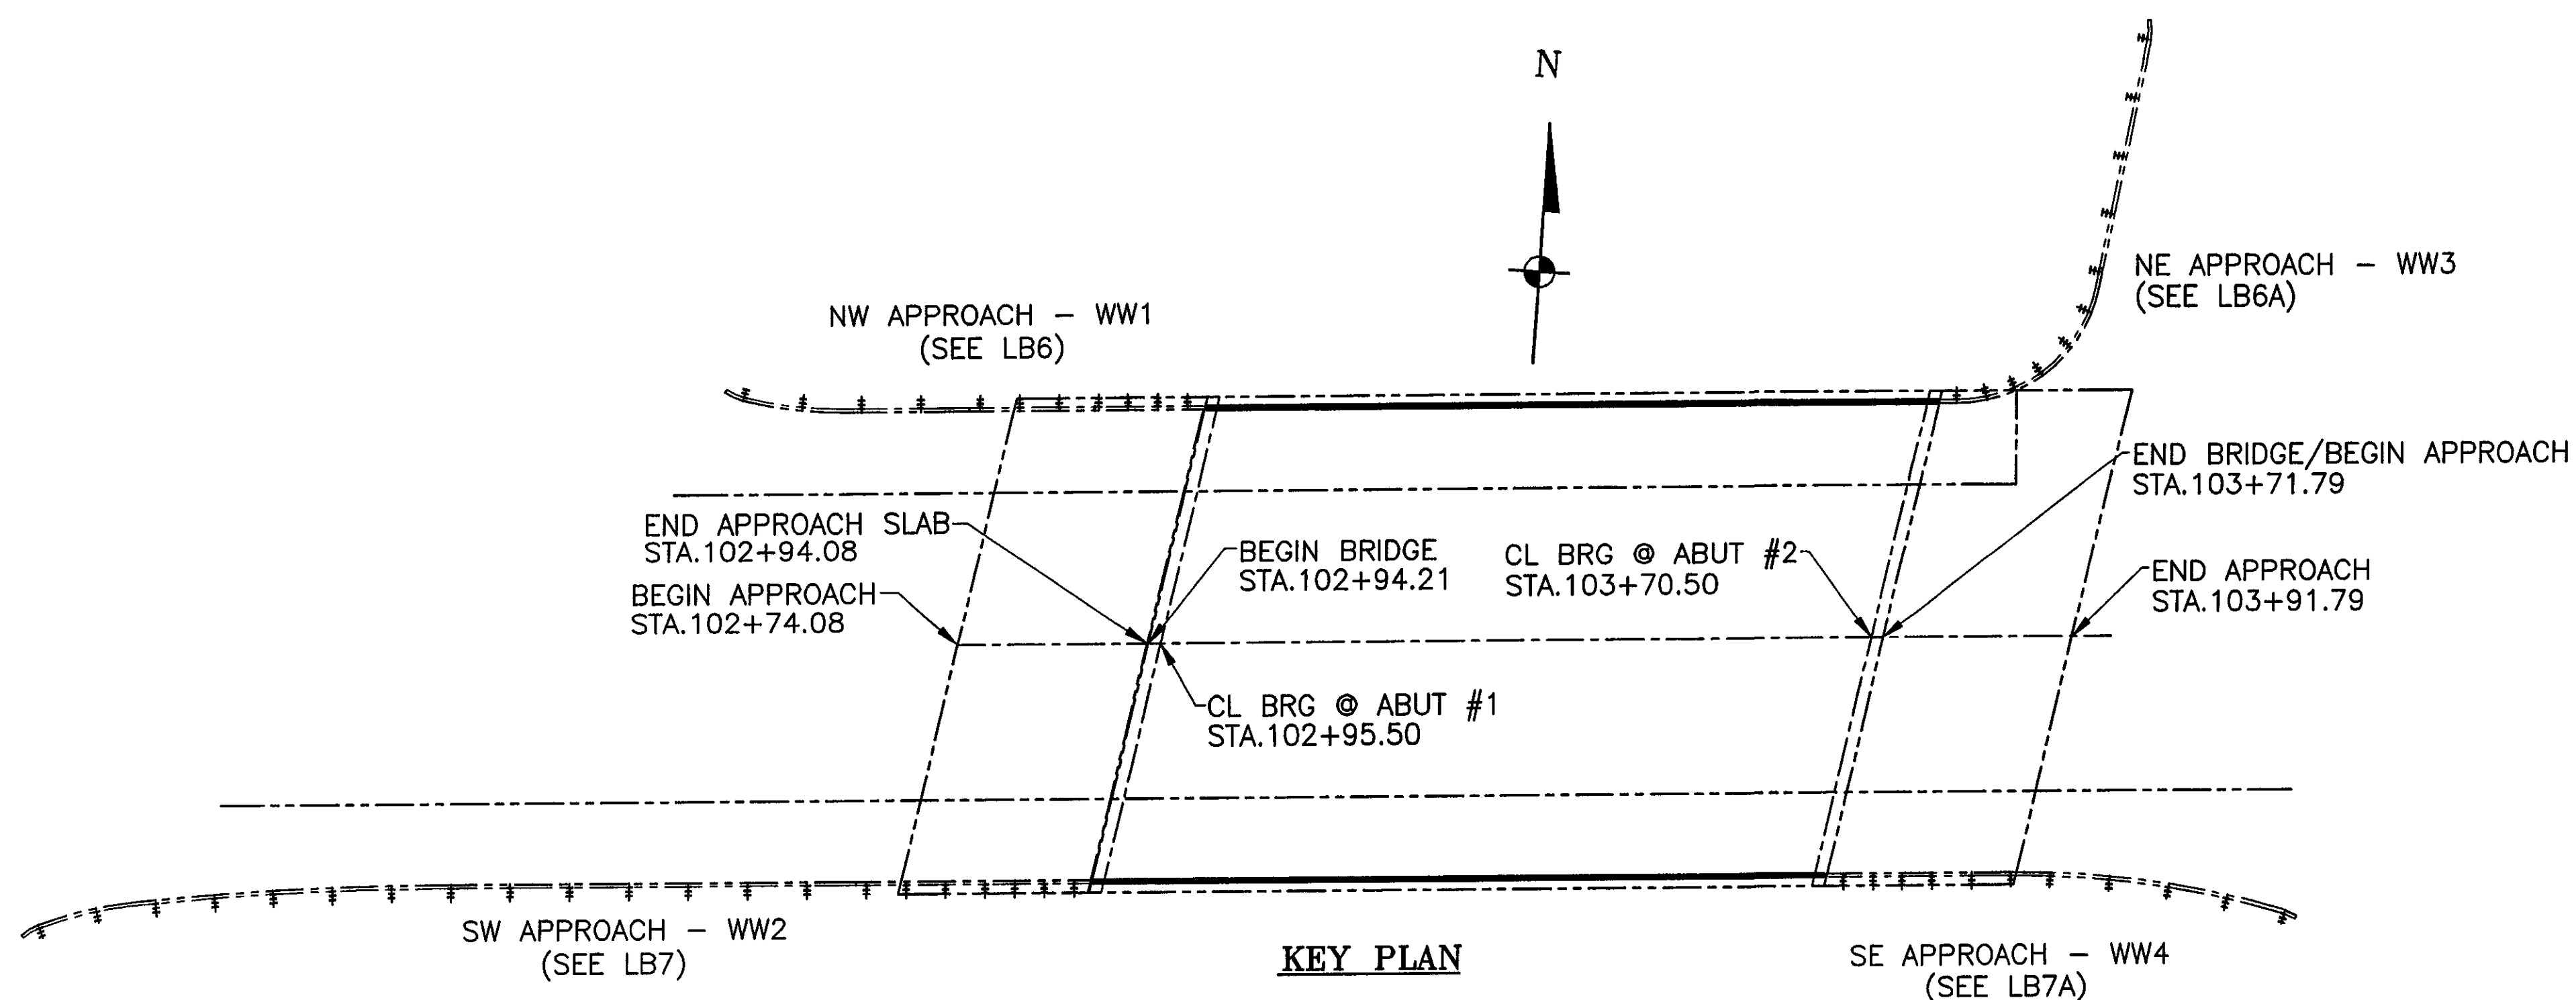 N
NW APPROACH - WW1
(SEE LB6)
NE APPROACH - WW3
(SEE LB6A)
END APPROACH SLAB
STA.102+94.08
BEGIN APPROACH
STA.102+74.08
BEGIN BRIDGE
STA.102+94.21
CL BRG @ ABUT #1
STA.102+95.50
CL BRG @ ABUT #2
STA.103+70.50
END BRIDGE/BEGIN APPROACH
STA.103+71.79
END APPROACH
STA.103+91.79
SW APPROACH - WW2
(SEE LB7)
KEY PLAN
SE APPROACH - WW4
(SEE LB7A)